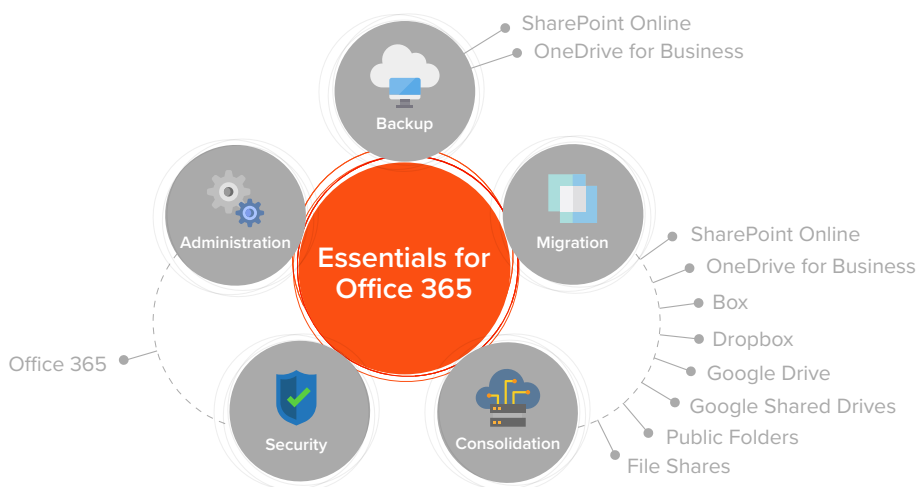 SharePoint Online
OneDrive for Business
Backup
Administration
Migration
Essentials for
Office 365
SharePoint Online
OneDrive for Business
Box
Dropbox
Google Drive
Google Shared Drives
Public Folders
File Shares
Office 365
Security
Consolidation